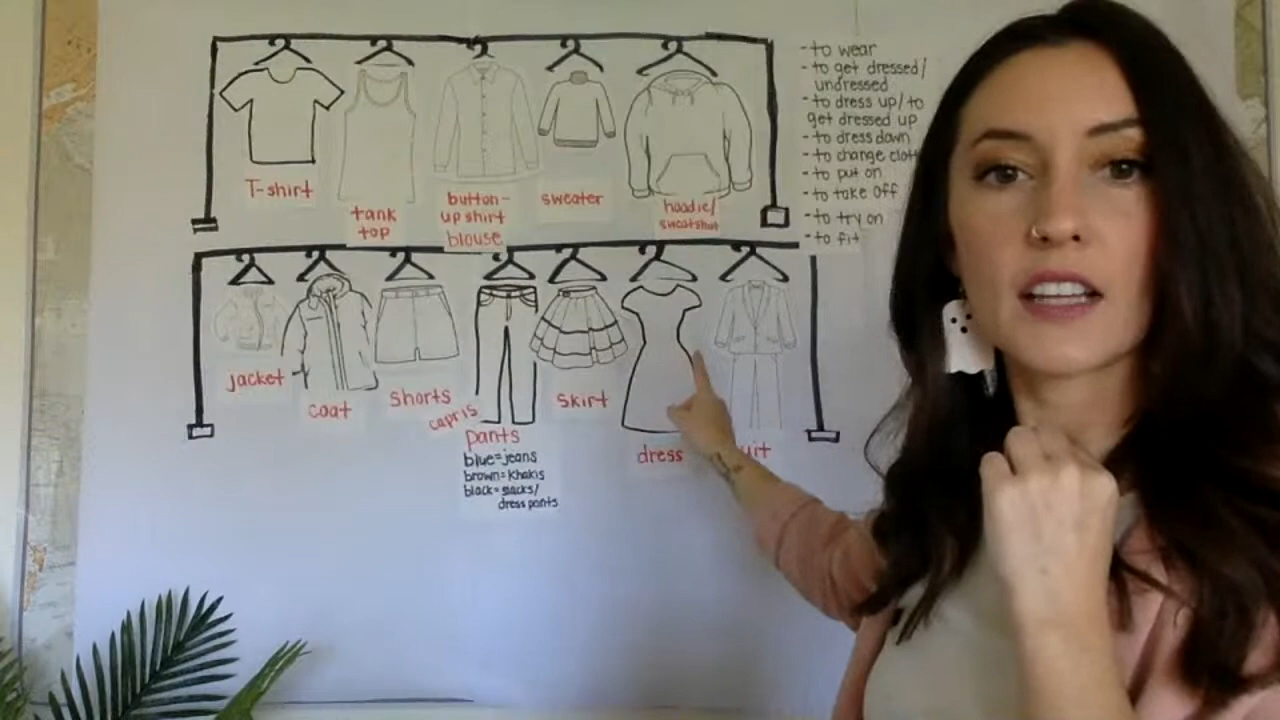 T-shirt
tank
top
button-
up shirt
blouse
sweater
hoodie/
sweatshirt
-to wear
-to get dressed/
undressed
-to dress up/to
get dressed up
-to dress down
-to change
-to put on
-to take off
-to try on
-to fit
jacket
coat
shorts
capris
pants
blue=jeans
brown=khakis
black=slacks/
dress pants
skirt
dress